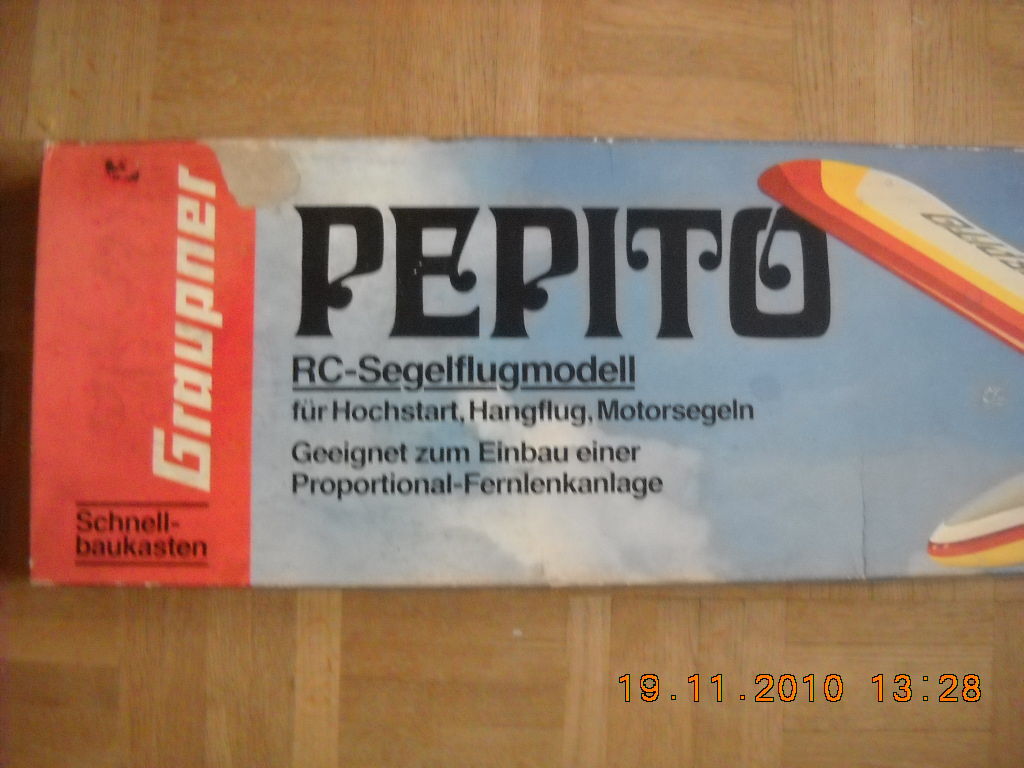 Graupner
Schnell-
baukasten
PEPITO
RC-Segelflugmodell
für Hochstart, Hangflug, Motorsegeln
Geeignet zum Einbau einer
Proportional-Fernlenkanlage
19.11.2010 13:28